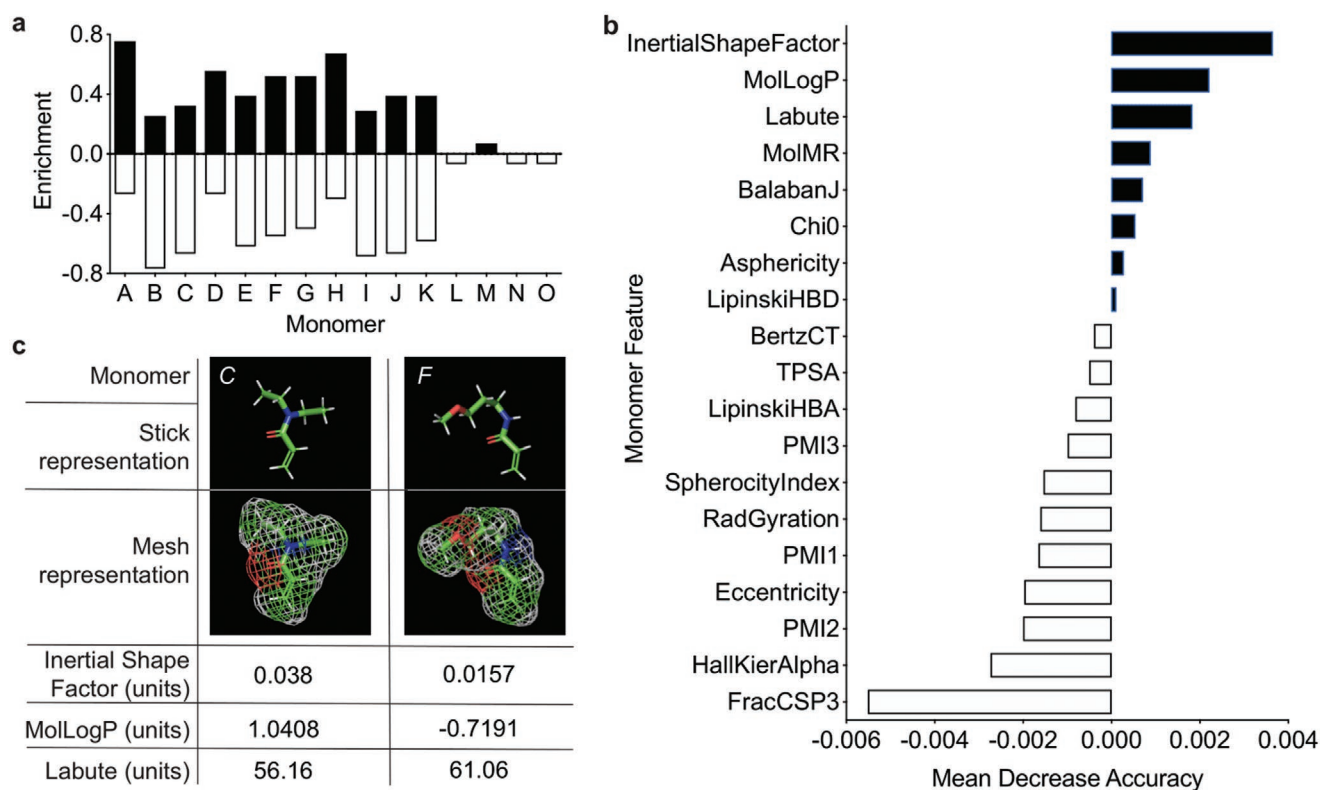 a
0.8
0.4
0.0
-0.4
-0.8
Enrichment
A B C D E F G H I J K L M N O
Monomer
b
InertialShapeFactor
MolLogP
Labute
MolMR
BalabanJ
Chi0
Asphericity
LipinskiHBD
BertzCT
TPSA
LipinskiHBA
PMI3
SpherocityIndex
RadGyration
PMI1
Eccentricity
PMI2
HallKierAlpha
FracCSP3
Monomer Feature
-0.006 -0.004 -0.002 0.000 0.002 0.004
Mean Decrease Accuracy
c
Monomer
C
F
Stick
representation
Mesh
representation
Inertial Shape
Factor (units)
0.038
0.0157
MolLogP (units)
1.0408
-0.7191
Labute (units)
56.16
61.06